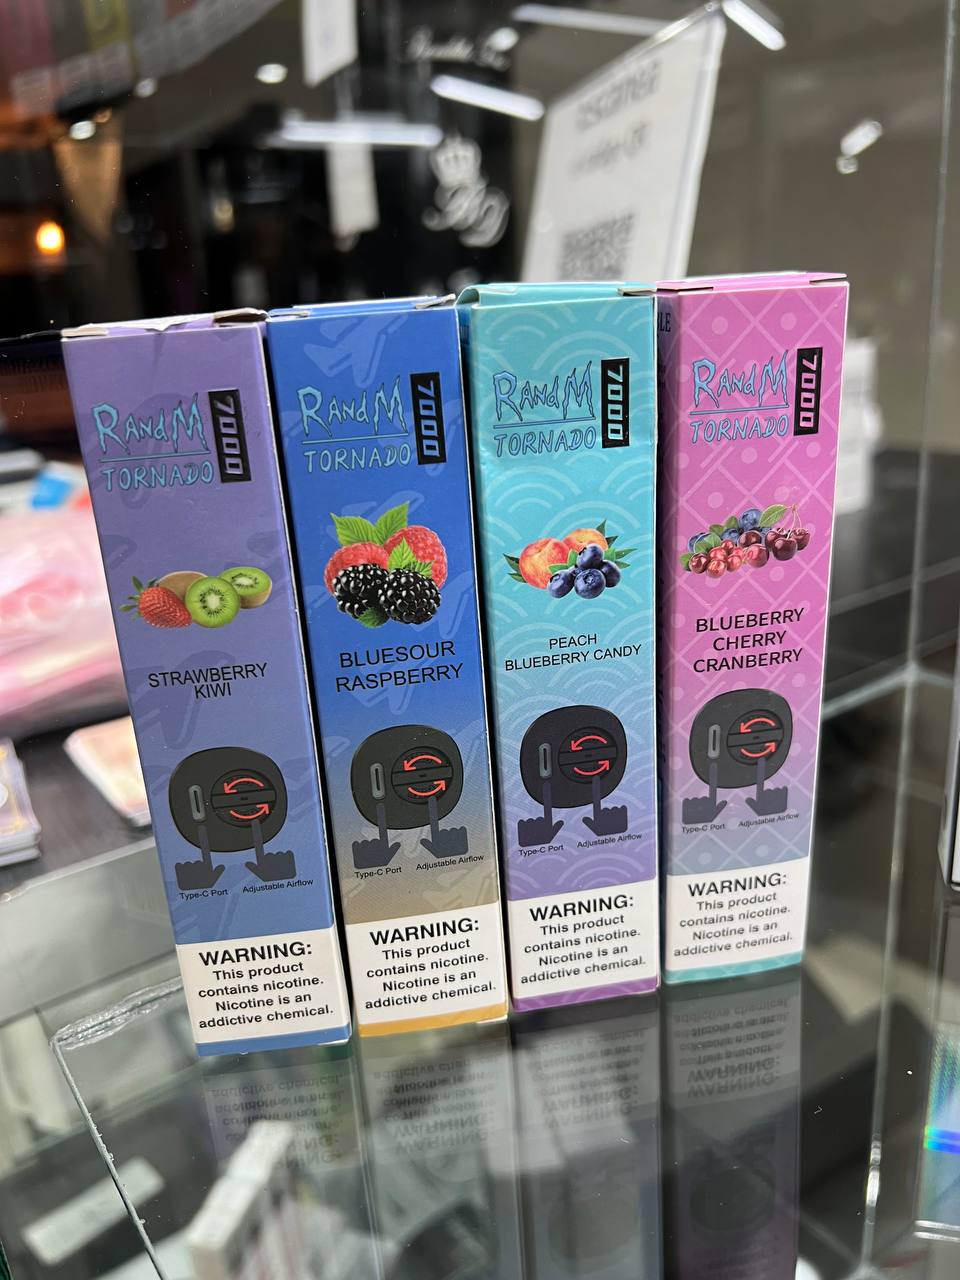 RANDM
TORNADO
7000
STRAWBERRY
KIWI
Type-C Port
Adjustable Airflow
WARNING:
This product
contains nicotine.
Nicotine is an
addictive chemical.
RANDM
TORNADO
7000
BLUESOUR
RASPBERRY
Type-C Port
Adjustable Airflow
WARNING:
This product
contains nicotine.
Nicotine is an
addictive chemical.
RANDM
TORNADO
7000
PEACH
BLUEBERRY CANDY
Type-C Port
Adjustable Airflow
WARNING:
This product
contains nicotine.
Nicotine is an
addictive chemical.
RANDM
TORNADO
7000
BLUEBERRY
CHERRY
CRANBERRY
Type-C Port
Adjustable Airflow
WARNING:
This product
contains nicotine.
Nicotine is an
addictive chemical.